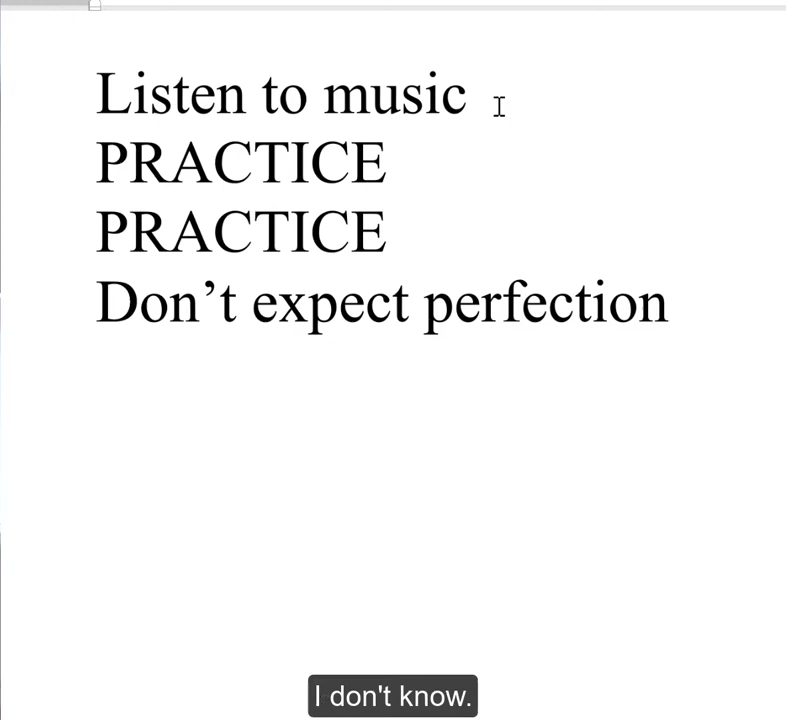 Listen to music
PRACTICE
PRACTICE
Don’t expect perfection
I don't know.